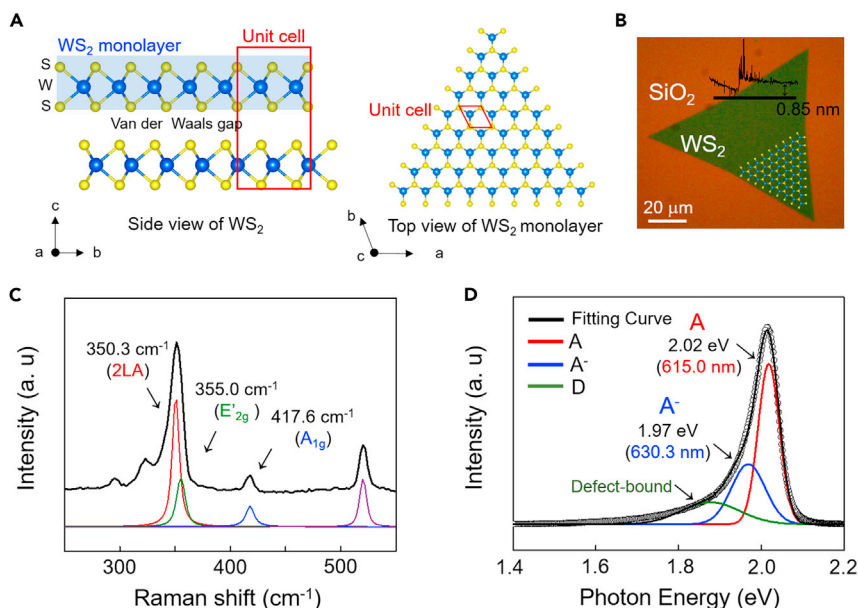 A
WS₂ monolayer
Unit cell
S
W
S
Van der Waals gap
c
a
b
Side view of WS₂
Unit cell
b
c
a
Top view of WS₂ monolayer
B
SiO₂
0.85 nm
WS₂
20 μm
C
Intensity (a. u)
350.3 cm⁻¹
(2LA)
355.0 cm⁻¹
(E'₂g )
417.6 cm⁻¹
(A₁g)
300
400
500
Raman shift (cm⁻¹)
D
Intensity (a. u)
Fitting Curve
A
A⁻
D
A
2.02 eV
(615.0 nm)
A⁻
1.97 eV
(630.3 nm)
Defect-bound
1.4
1.6
1.8
2.0
2.2
Photon Energy (eV)